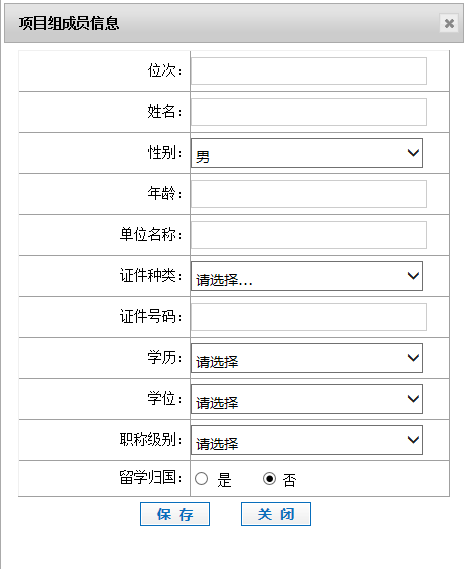 项目组成员信息
位次：
姓名：
性别： 男
年龄：
单位名称：
证件种类： 请选择...
证件号码：
学历： 请选择
学位： 请选择
职称级别： 请选择
留学归国： 是 否
保 存 关 闭